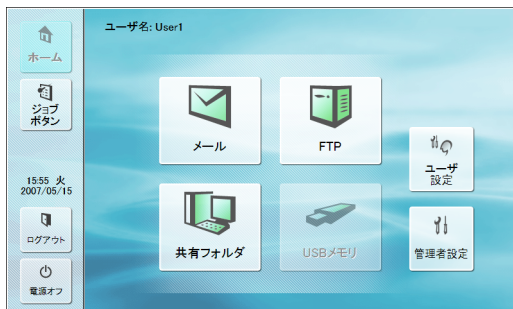 ユーザ名: User1
ホーム
ジョブ
ボタン
メール
FTP
ユーザ
設定
15:55 火
2007/05/15
ログアウト
共有フォルダ
USBメモリ
管理者設定
電源オフ